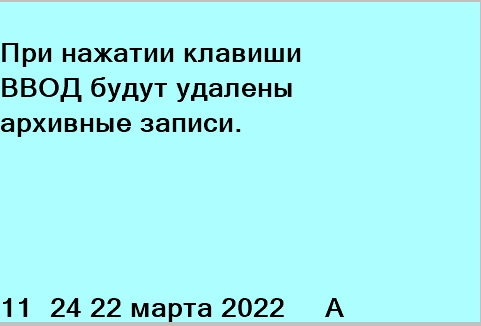 При нажатии клавиши
ВВОД будут удалены
архивные записи.
11 24 22 марта 2022 А